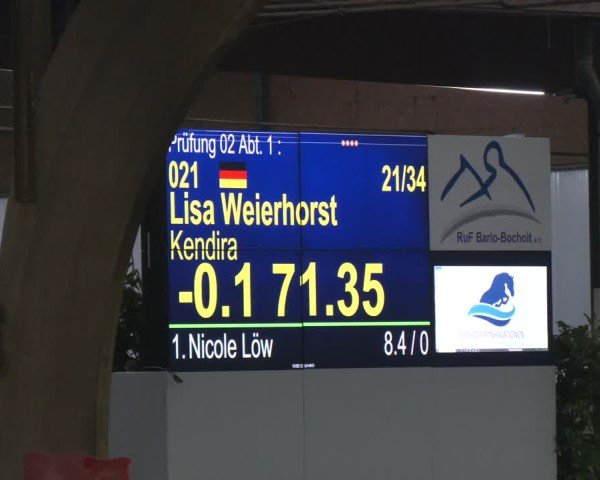 Prüfung 02 Abt. 1 :
021 21/34
Lisa Weierhorst
Kendira
-0.1 71.35
1. Nicole Löw 8.4 / 0
RuF Barlo-Bocholt e.V.